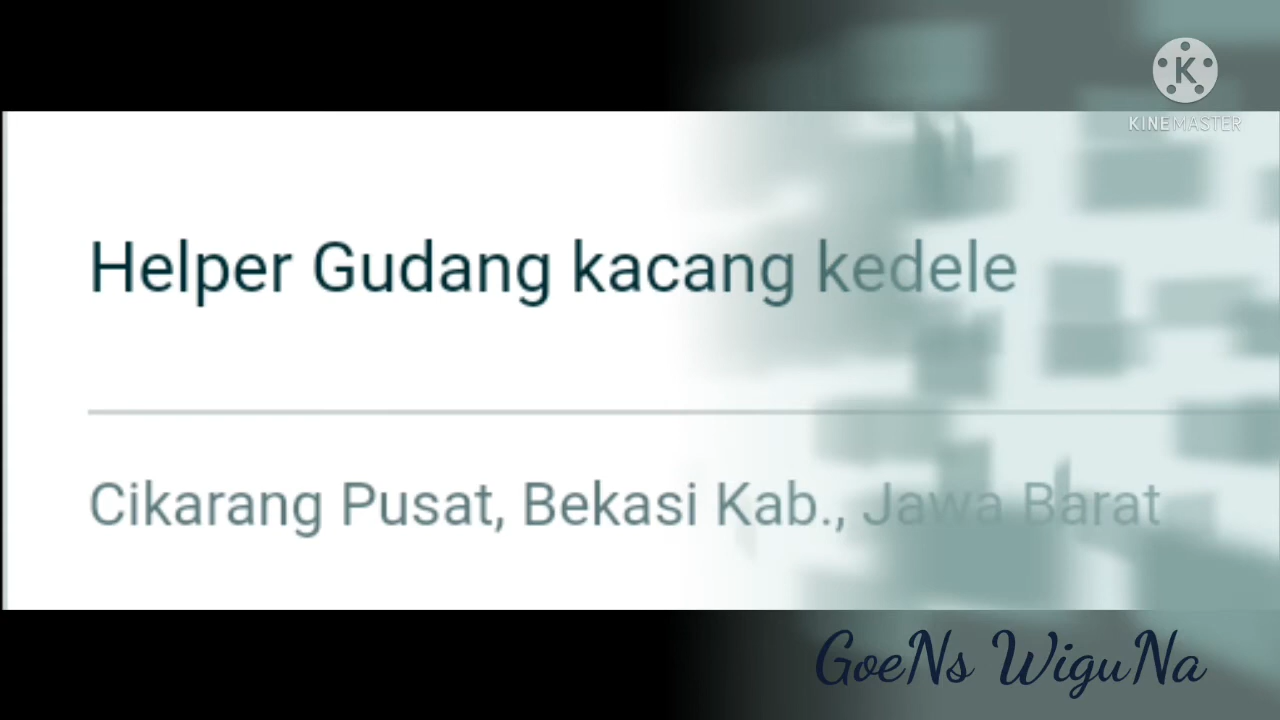 K
KINEMASTER
Helper Gudang kacang kedele
Cikarang Pusat, Bekasi Kab., Jawa Barat
GoeNs WiguNa